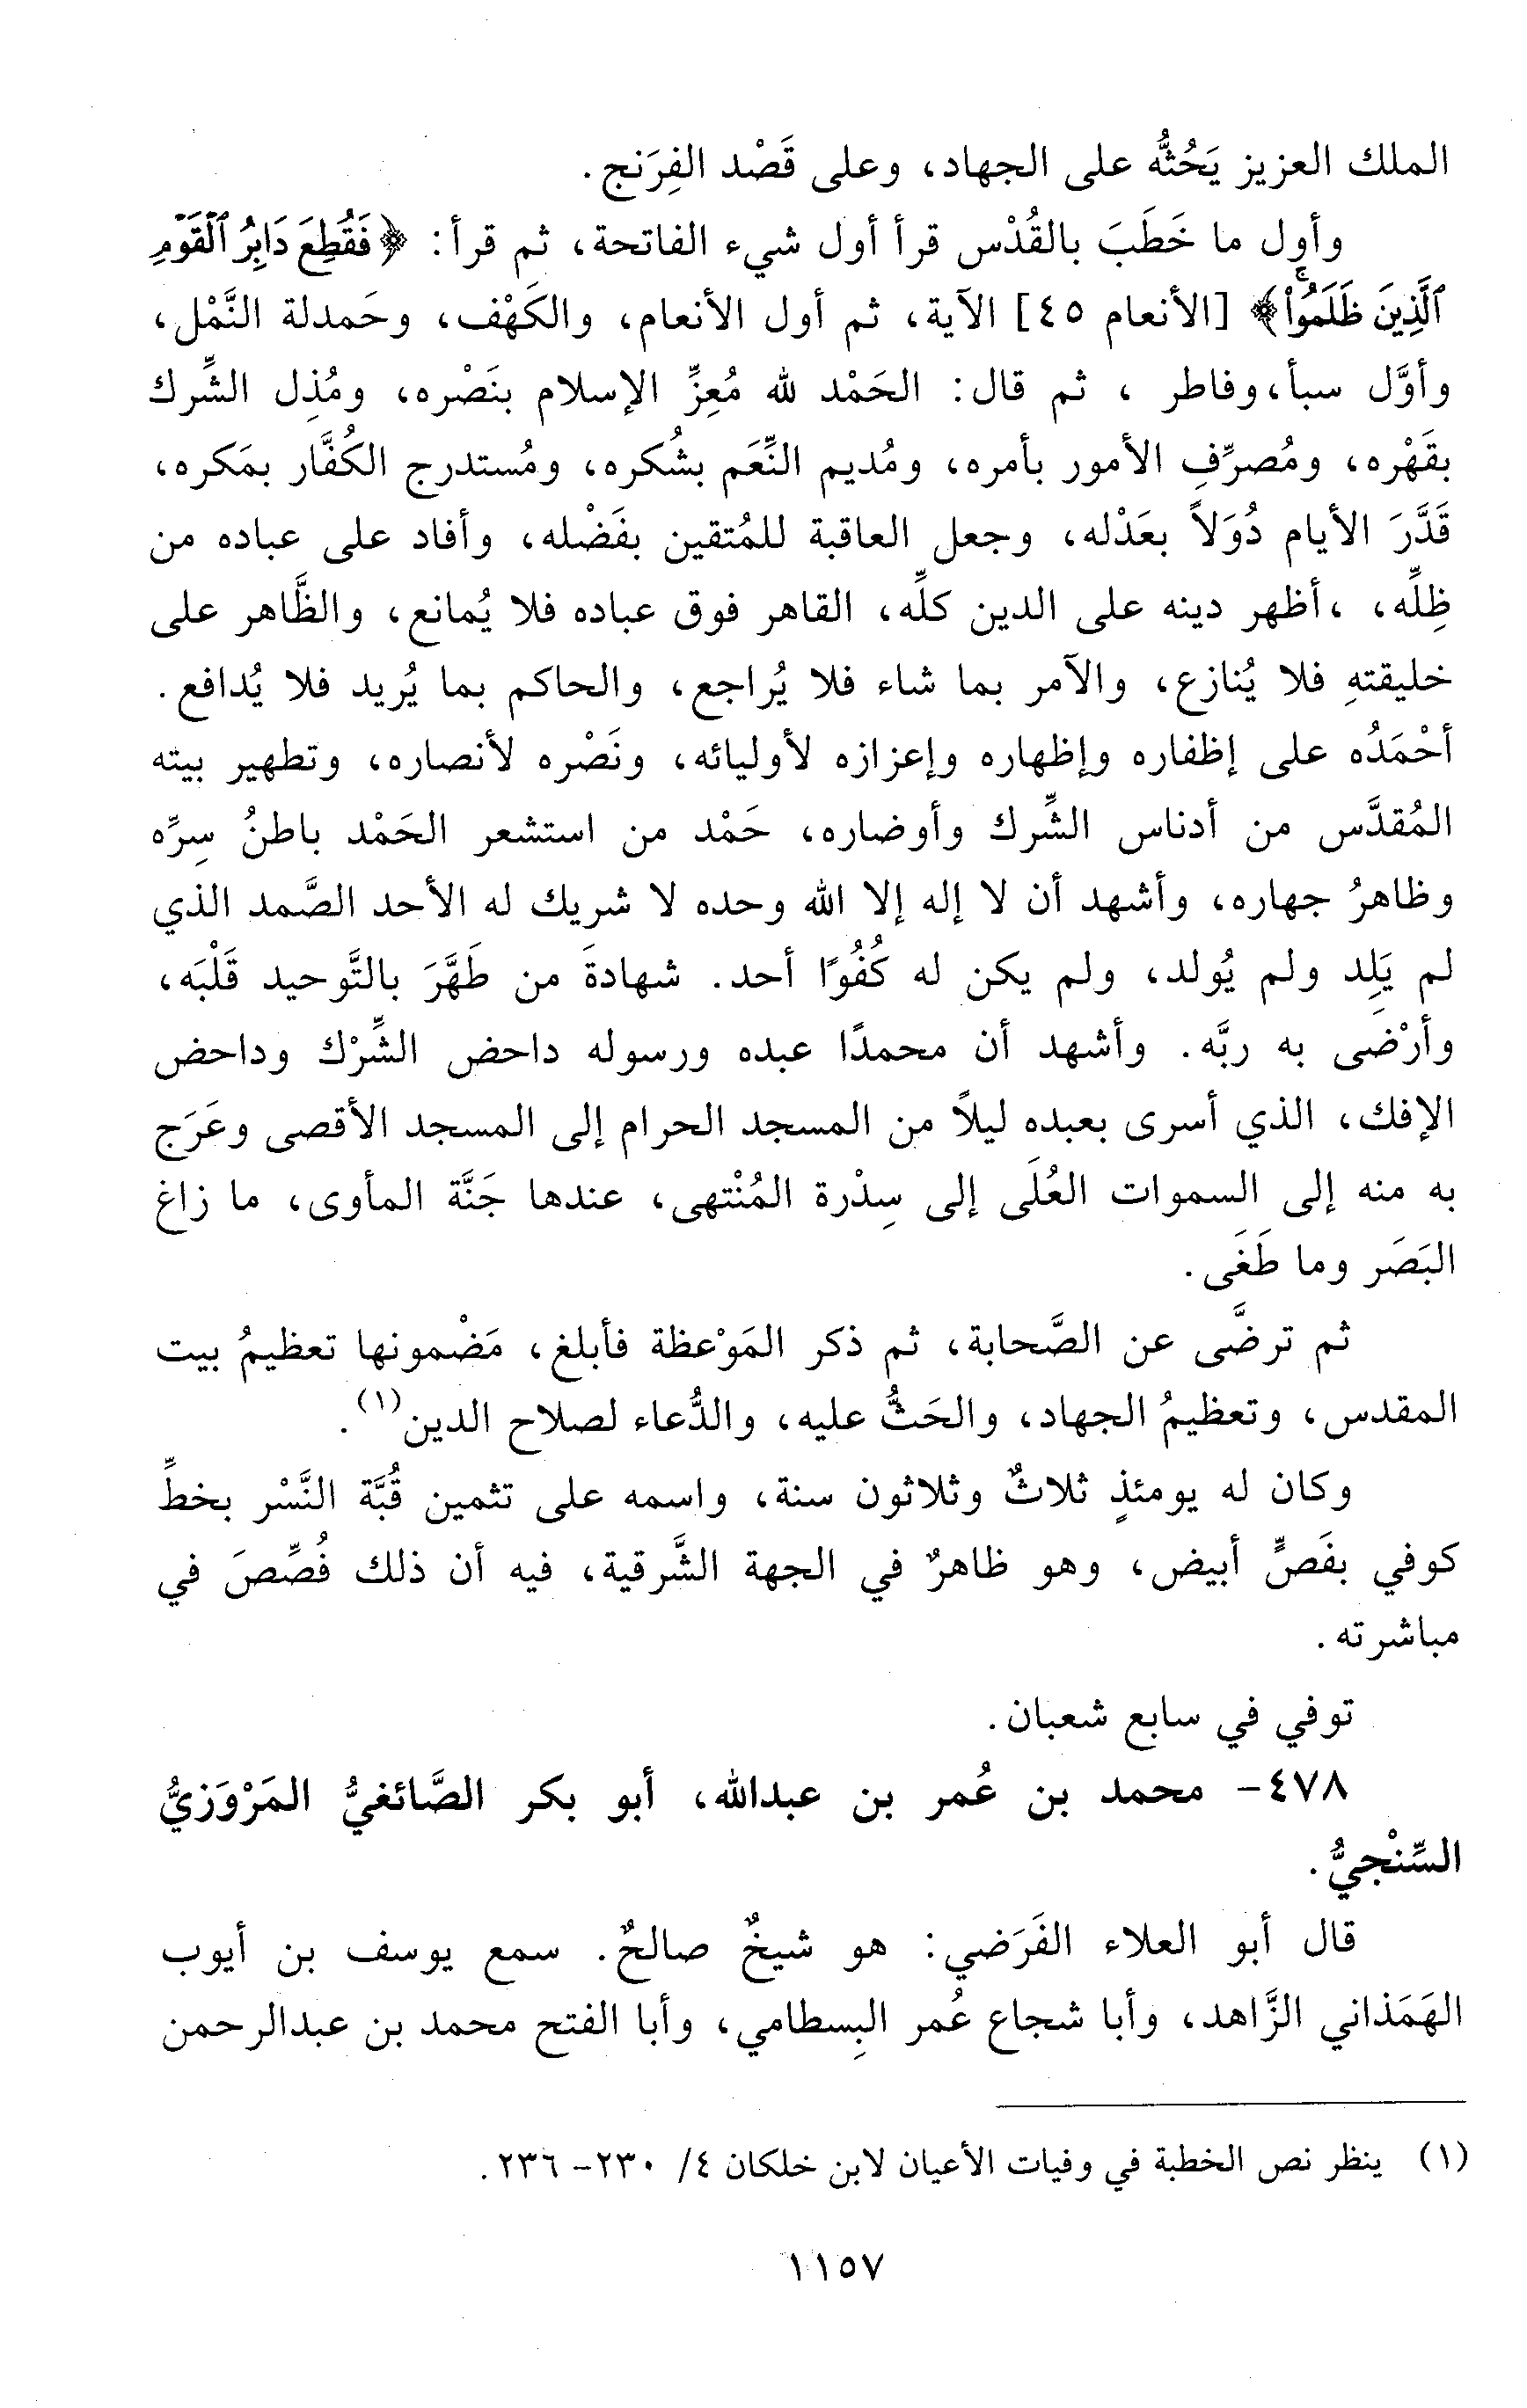 الملك العزيز يَحُثُّه على الجهاد، وعلى قَصْد الفِرَنج.
وأول ما خَطَبَ بالقُدْس قرأ أول شيء الفاتحة، ثم قرأ: ﴿فَقُطِعَ دَابِرُ ٱلْقَوْمِ
ٱلَّذِينَ ظَلَمُوا۟ۚ﴾ [الأنعام ٤٥] الآية، ثم أول الأنعام، والكَهْف، وحَمدلة النَّمْل،
وأوَّل سبأ،وفاطر ، ثم قال: الحَمْد لله مُعِزِّ الإسلام بنَصْره، ومُذِل الشِّرك
بقَهْره، ومُصرِّفِ الأمور بأمره، ومُديم النِّعَم بشُكره، ومُستدرج الكُفَّار بمَكره،
قَدَّرَ الأيام دُوَلاً بعَدْله، وجعل العاقبة للمُتقين بفَضْله، وأفاد على عباده من
ظِلِّه، ،أظهر دينه على الدين كلِّه، القاهر فوق عباده فلا يُمانع، والظَّاهر على
خليقتهِ فلا يُنازع، والآمر بما شاء فلا يُراجع، والحاكم بما يُريد فلا يُدافع.
أحْمَدُه على إظفاره وإظهاره وإعزازه لأوليائه، ونَصْره لأنصاره، وتطهير بيته
المُقدَّس من أدناس الشِّرك وأوضاره، حَمْد من استشعر الحَمْد باطنُ سِرِّه
وظاهرُ جهاره، وأشهد أن لا إله إلا الله وحده لا شريك له الأحد الصَّمد الذي
لم يَلِد ولم يُولد، ولم يكن له كُفُوًا أحد. شهادةَ من طَهَّرَ بالتَّوحيد قَلْبَه،
وأرْضَى به ربَّه. وأشهد أن محمدًا عبده ورسوله داحض الشِّرْك وداحض
الإفك، الذي أسرى بعبده ليلاً من المسجد الحرام إلى المسجد الأقصى وعَرَج
به منه إلى السموات العُلَى إلى سِدْرة المُنْتهى، عندها جَنَّة المأوى، ما زاغ
البَصَر وما طَغَى.
ثم ترضَّى عن الصَّحابة، ثم ذكر المَوْعظة فأبلغ، مَضْمونها تعظيمُ بيت
المقدس، وتعظيمُ الجهاد، والحَثُّ عليه، والدُّعاء لصلاح الدين(١).
وكان له يومئذٍ ثلاثٌ وثلاثون سنة، واسمه على تثمين قُبَّة النَّسْر بخطٍّ
كوفي بفَصٍّ أبيض، وهو ظاهرٌ في الجهة الشَّرقية، فيه أن ذلك فُصِّصَ في
مباشرته.
توفي في سابع شعبان.
٤٧٨- محمد بن عُمر بن عبدالله، أبو بكر الصَّائغيُّ المَرْوَزيُّ
السِّنْجيُّ.
قال أبو العلاء الفَرَضي: هو شيخٌ صالحٌ. سمع يوسف بن أيوب
الهَمَذاني الزَّاهد، وأبا شجاع عُمر البِسطامي، وأبا الفتح محمد بن عبدالرحمن
(١) ينظر نص الخطبة في وفيات الأعيان لابن خلكان ٤/ ٢٣٠- ٢٣٦.
١١٥٧